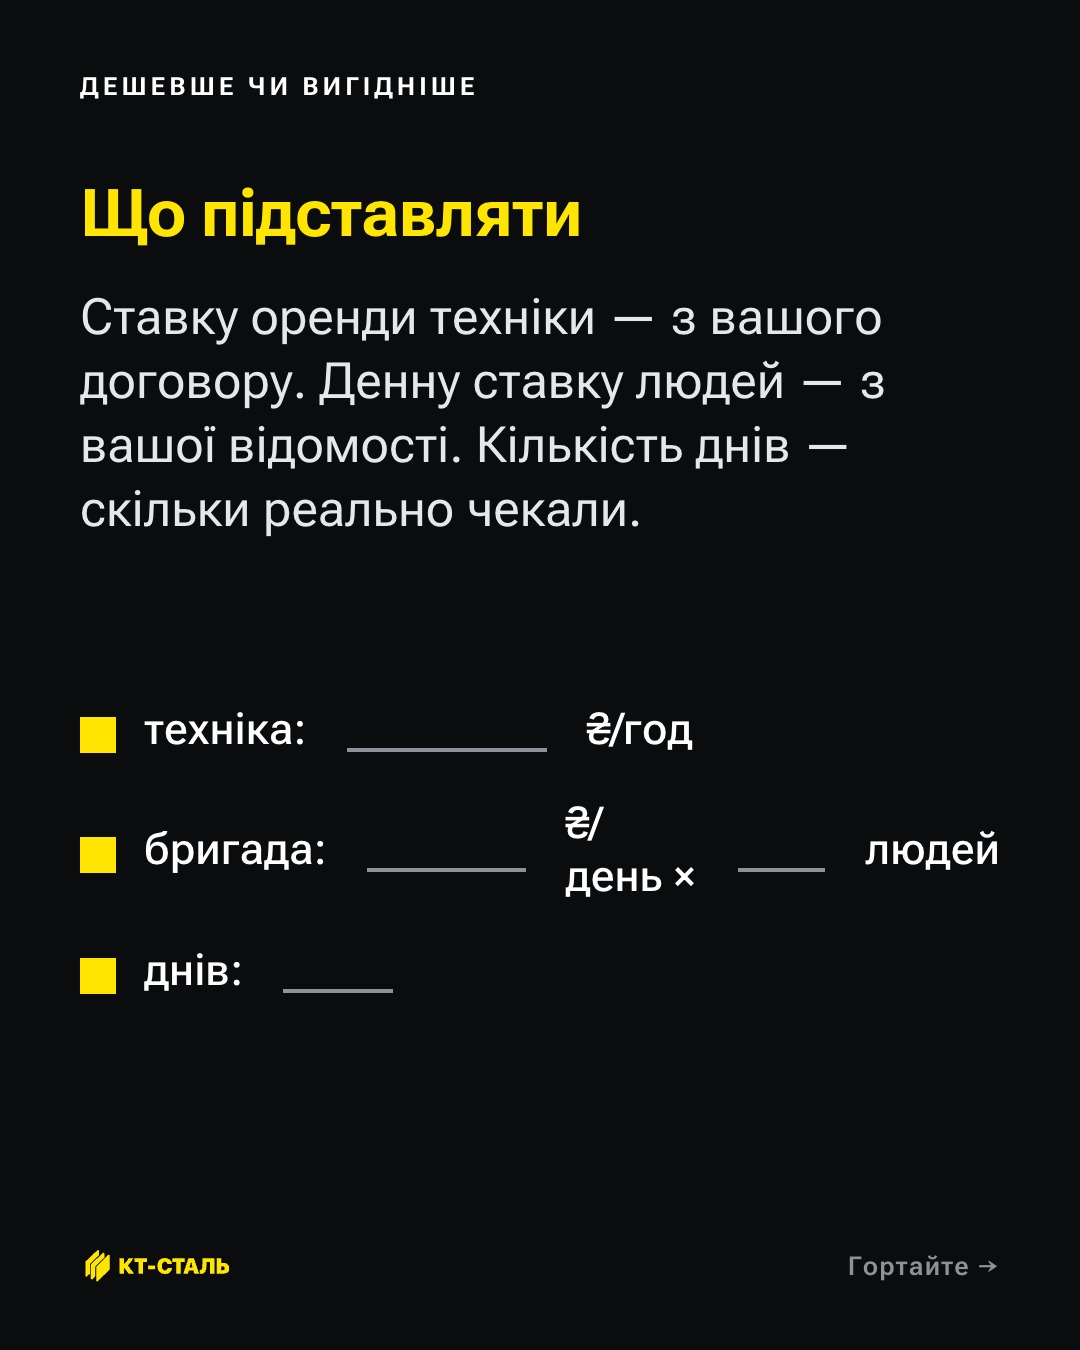 ДЕШЕВШЕ ЧИ ВИГІДНІШЕ
Що підставляти
Ставку оренди техніки — з вашого
договору. Денну ставку людей — з
вашої відомості. Кількість днів —
скільки реально чекали.
техніка: ₴/год
бригада: ₴/день × людей
днів:
КТ-СТАЛЬ
Гортайте →